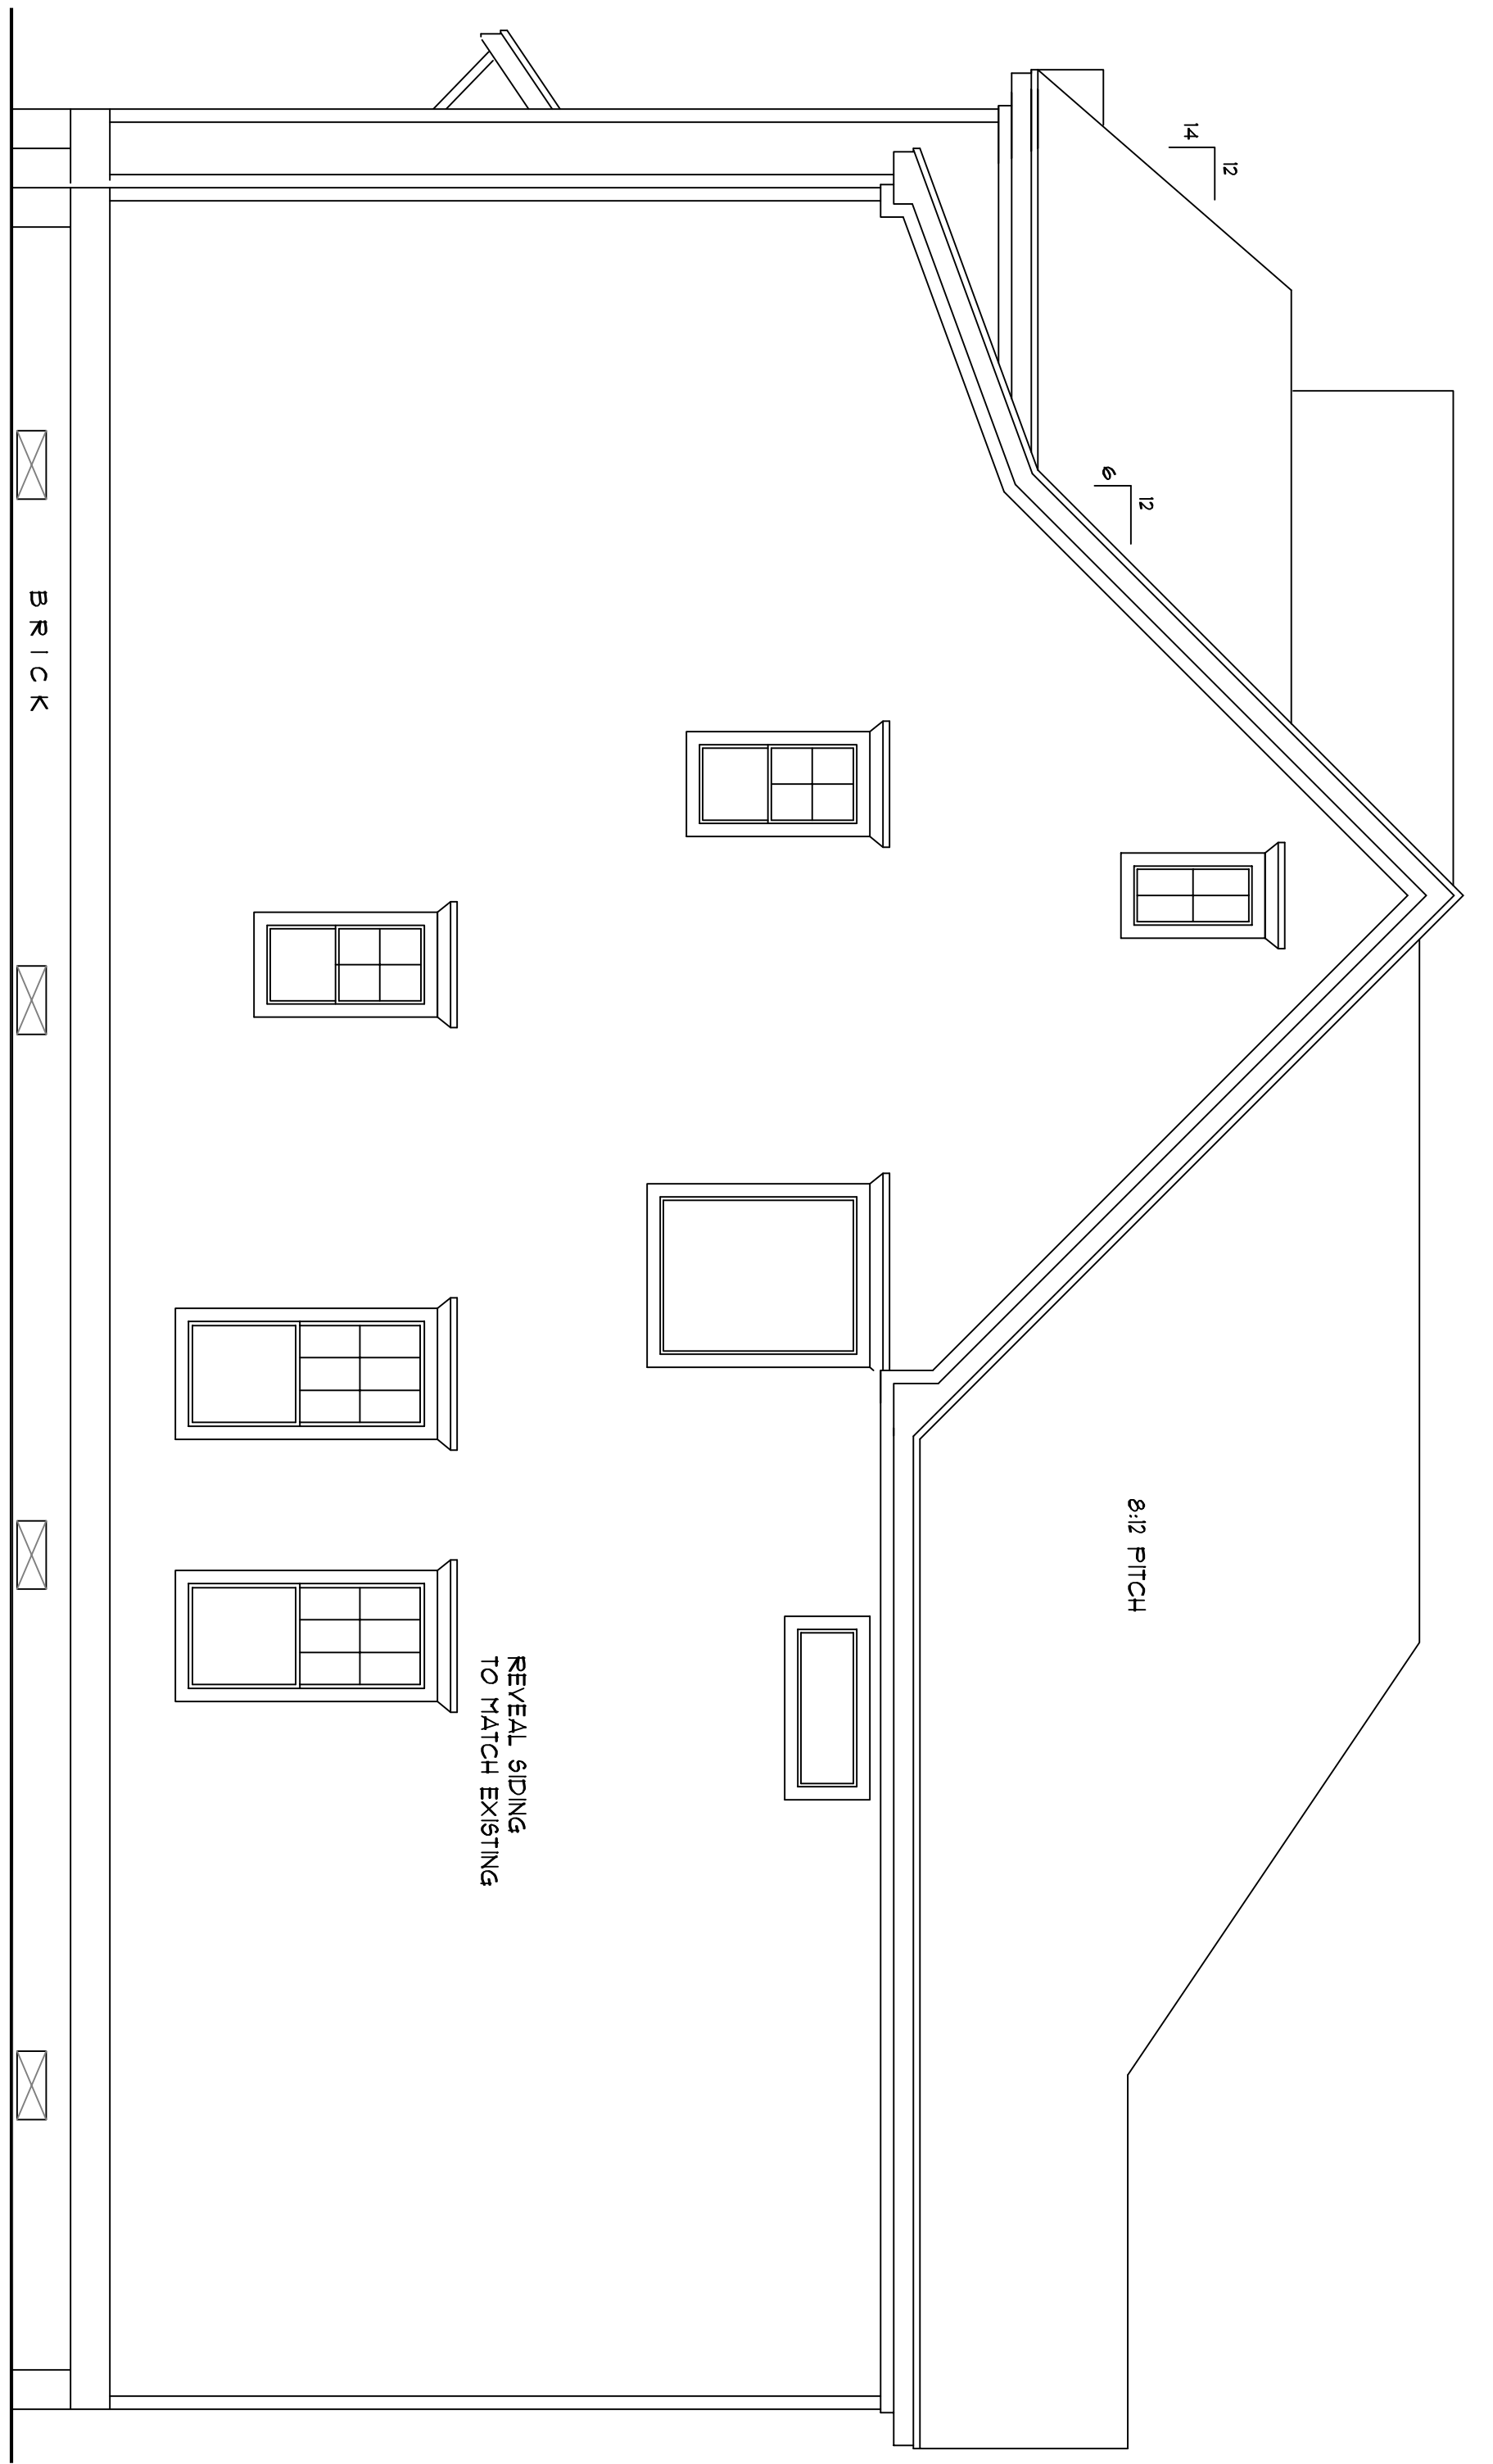 14
12
6
12
8:12 PITCH
REVEAL SIDING
TO MATCH EXISTING
BRICK